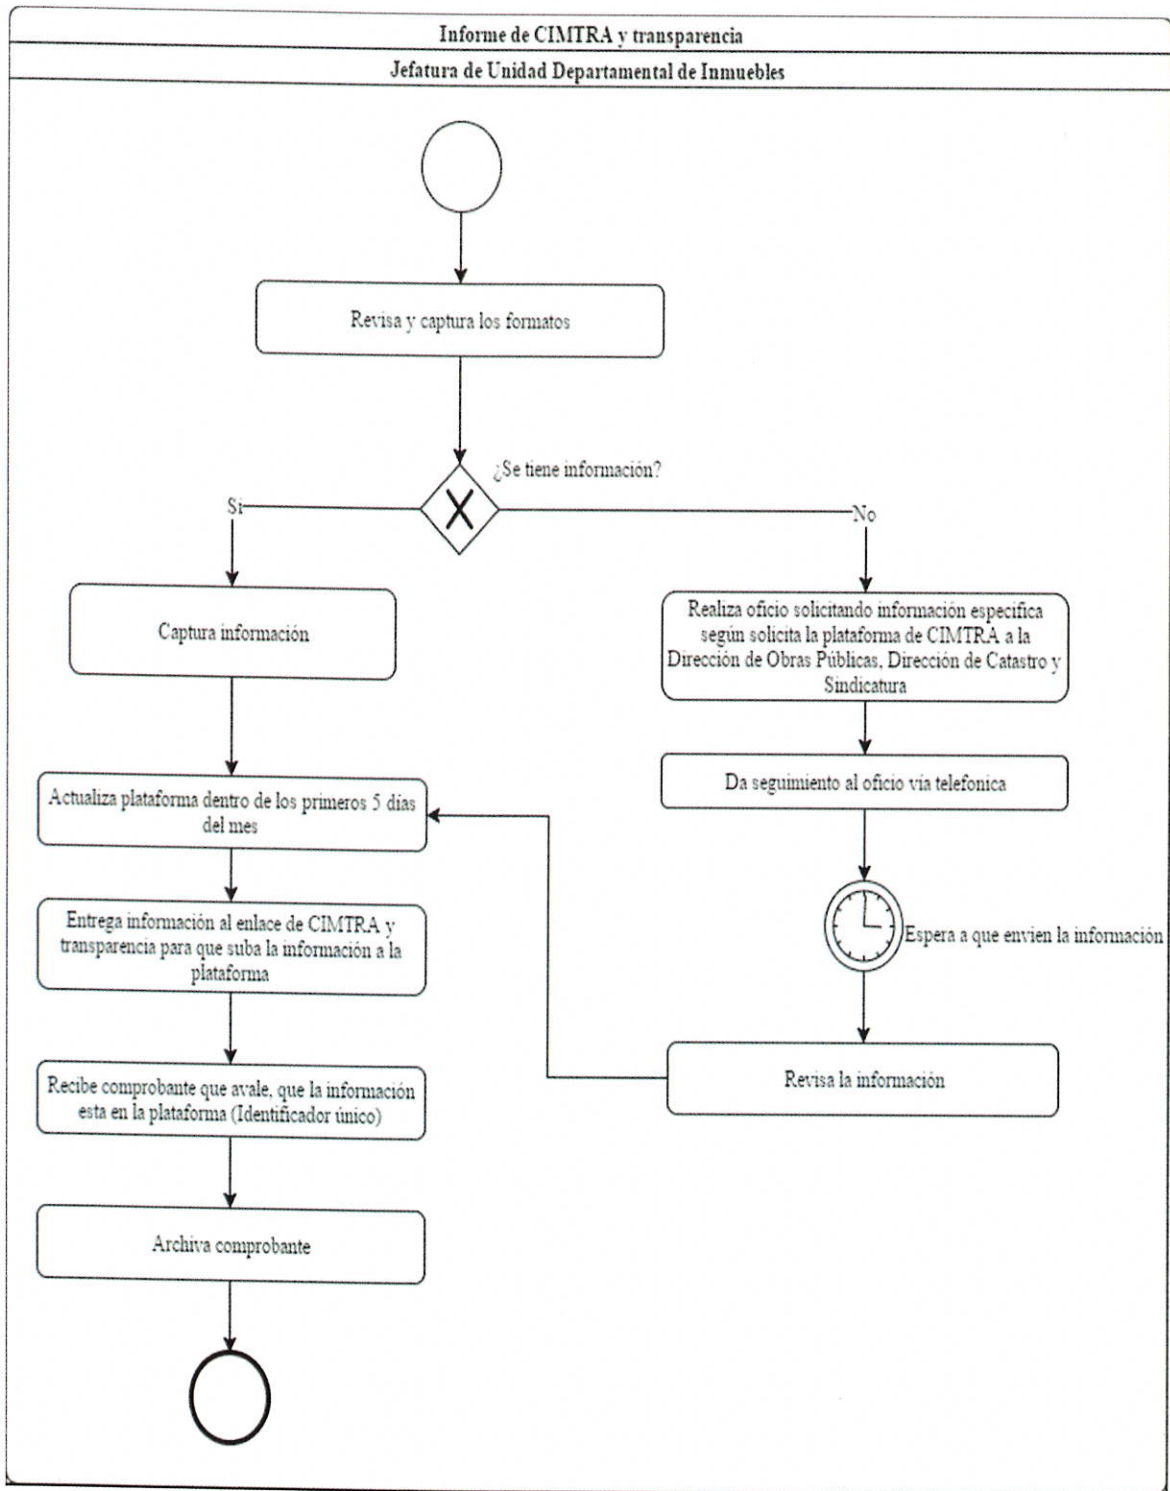 Informe de CIMTRA y transparencia
Jefatura de Unidad Departamental de Inmuebles
Revisa y captura los formatos
¿Se tiene información?
Si
No
Captura información
Realiza oficio solicitando información especifica
según solicita la plataforma de CIMTRA a la
Dirección de Obras Públicas, Dirección de Catastro y
Sindicatura
Da seguimiento al oficio via telefonica
Actualiza plataforma dentro de los primeros 5 días
del mes
Espera a que envien la información
Entrega información al enlace de CIMTRA y
transparencia para que suba la información a la
plataforma
Revisa la información
Recibe comprobante que avale, que la información
esta en la plataforma (Identificador único)
Archiva comprobante